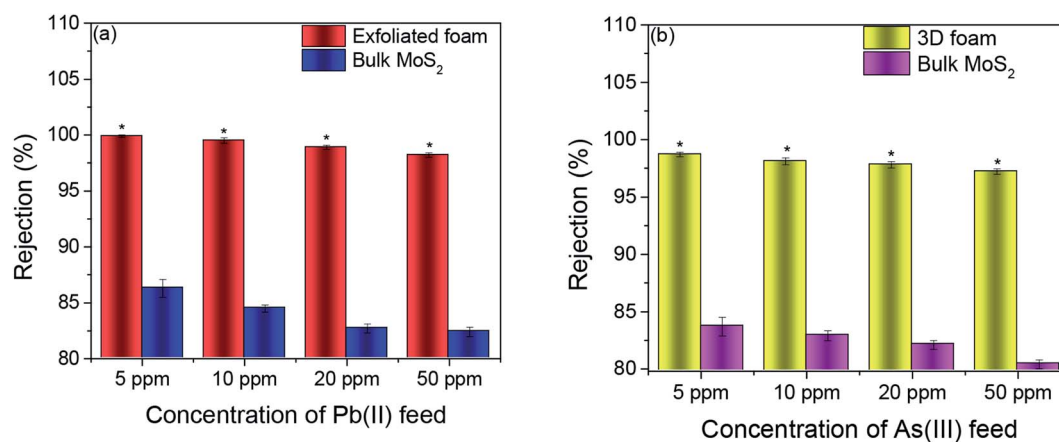 (a)
Exfoliated foam
Bulk MoS₂
110
105
100
95
90
85
80
Rejection (%)
* * * *
5 ppm 10 ppm 20 ppm 50 ppm
Concentration of Pb(II) feed
(b)
3D foam
Bulk MoS₂
110
105
100
95
90
85
80
Rejection (%)
* * * *
5 ppm 10 ppm 20 ppm 50 ppm
Concentration of As(III) feed